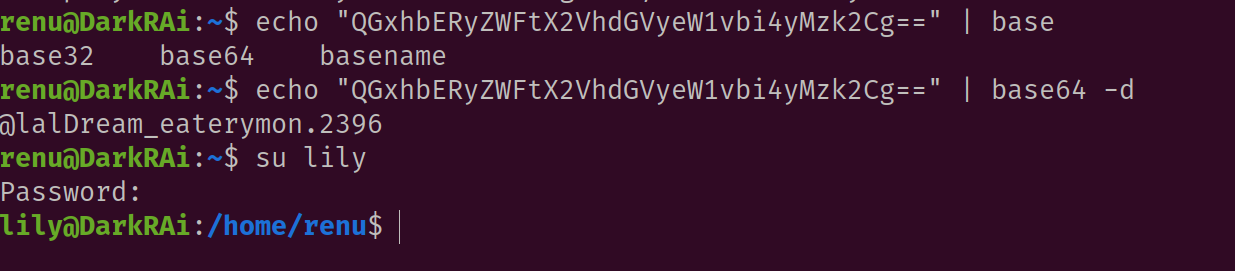 renu@DarkRAi:~$ echo "QGxhbERyZWFtX2VhdGVyeW1vbi4yMzk2Cg==" | base
base32    base64    basename
renu@DarkRAi:~$ echo "QGxhbERyZWFtX2VhdGVyeW1vbi4yMzk2Cg==" | base64 -d
@lalDream_eaterymon.2396
renu@DarkRAi:~$ su lily
Password:
lily@DarkRAi:/home/renu$